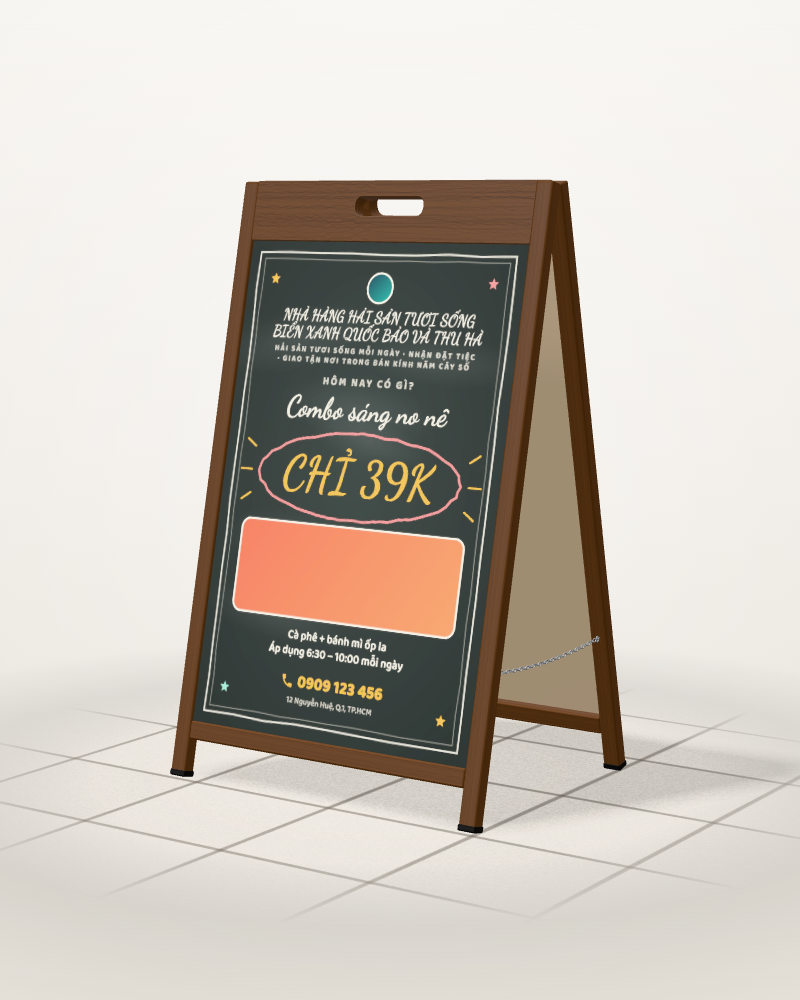 NHÀ HÀNG HẢI SẢN TƯƠI SỐNG
BIỂN XANH QUỐC BẢO VÀ THU HÀ
HẢI SẢN TƯƠI SỐNG MỖI NGÀY · NHẬN ĐẶT TIỆC
· GIAO TẬN NƠI TRONG BÁN KÍNH NĂM CÂY SỐ
HÔM NAY CÓ GÌ?
Combo sáng no nê
CHỈ 39K
Cà phê + bánh mì ốp la
Áp dụng 6:30 – 10:00 mỗi ngày
0909 123 456
12 Nguyễn Huệ, Q.1, TP.HCM